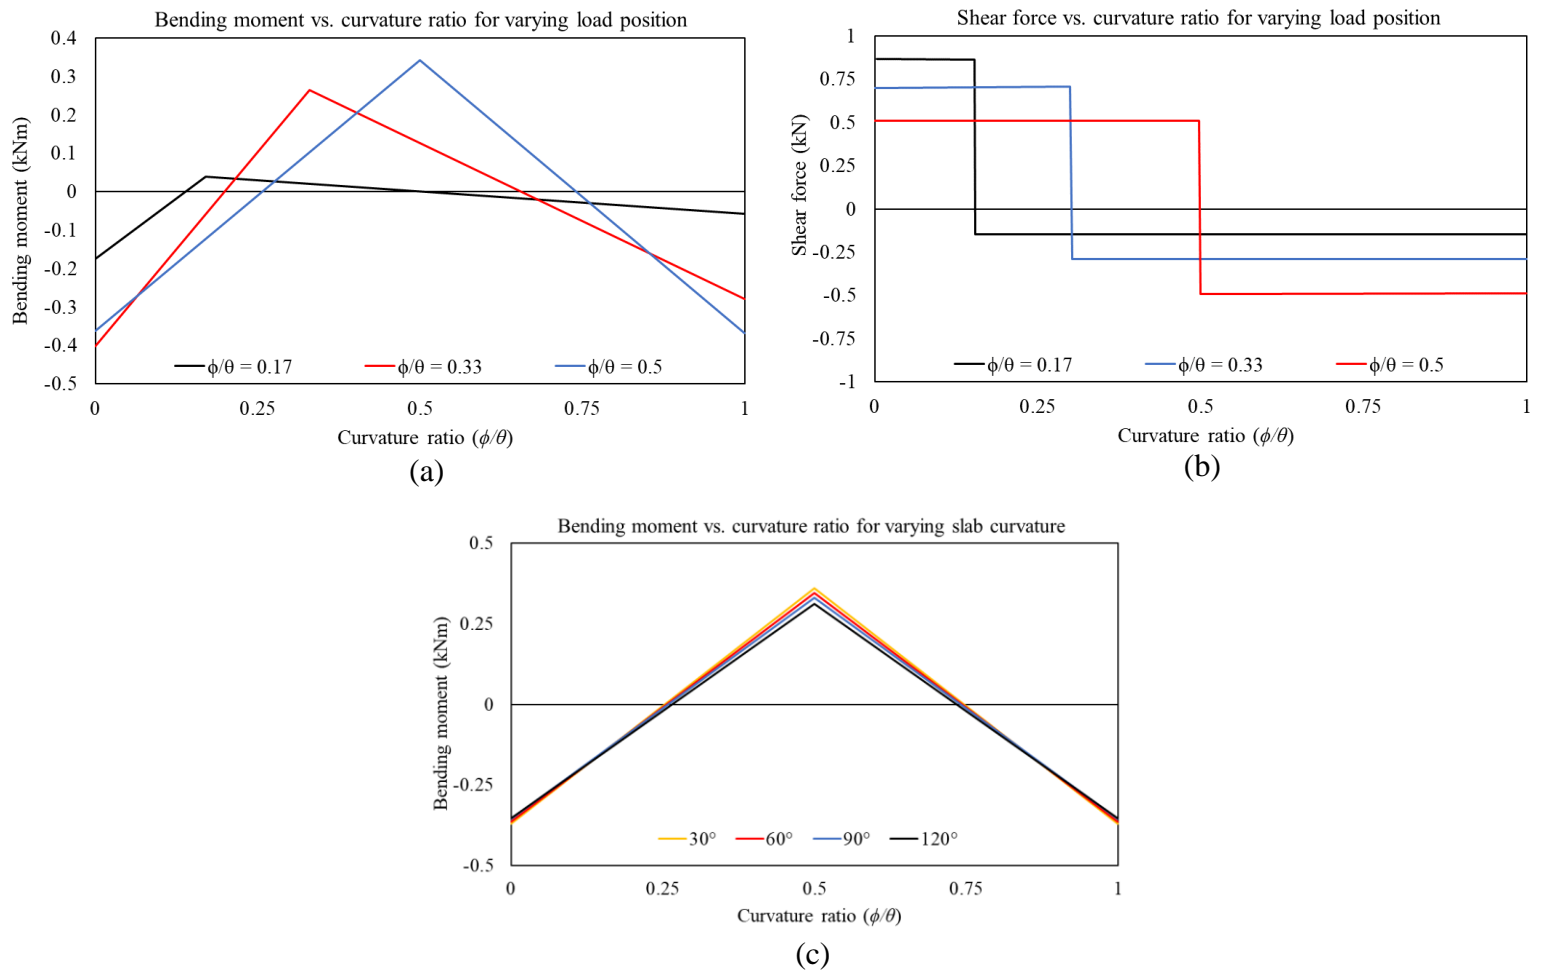 Bending moment vs. curvature ratio for varying load position
0.4
0.3
0.2
0.1
0
-0.1
-0.2
-0.3
-0.4
-0.5
Bending moment (kNm)
ϕ/θ = 0.17 ϕ/θ = 0.33 ϕ/θ = 0.5
0 0.25 0.5 0.75 1
Curvature ratio (ϕ/θ)
(a)
Shear force vs. curvature ratio for varying load position
1
0.75
0.5
0.25
0
-0.25
-0.5
-0.75
-1
Shear force (kN)
ϕ/θ = 0.17 ϕ/θ = 0.33 ϕ/θ = 0.5
0 0.25 0.5 0.75 1
Curvature ratio (ϕ/θ)
(b)
Bending moment vs. curvature ratio for varying slab curvature
0.5
0.25
0
-0.25
-0.5
Bending moment (kNm)
30° 60° 90° 120°
0 0.25 0.5 0.75 1
Curvature ratio (ϕ/θ)
(c)